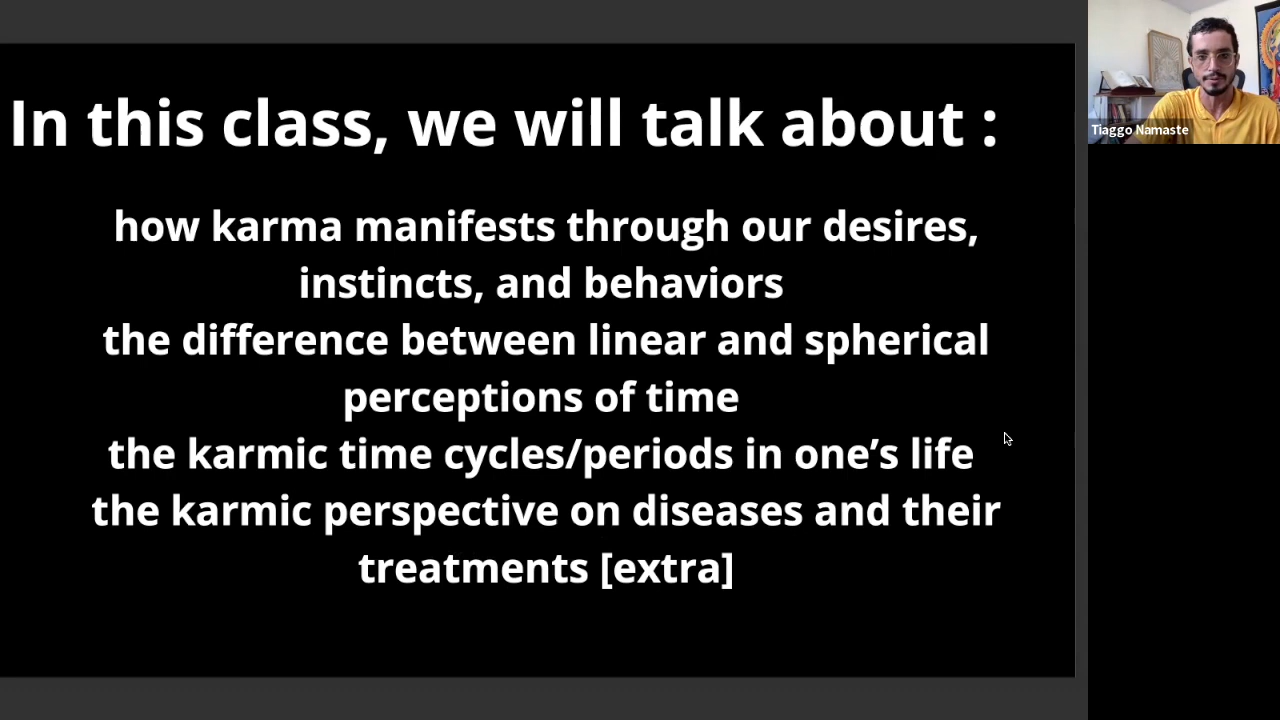 In this class, we will talk about :
how karma manifests through our desires,
instincts, and behaviors
the difference between linear and spherical
perceptions of time
the karmic time cycles/periods in one’s life
the karmic perspective on diseases and their
treatments [extra]
Tiaggo Namaste